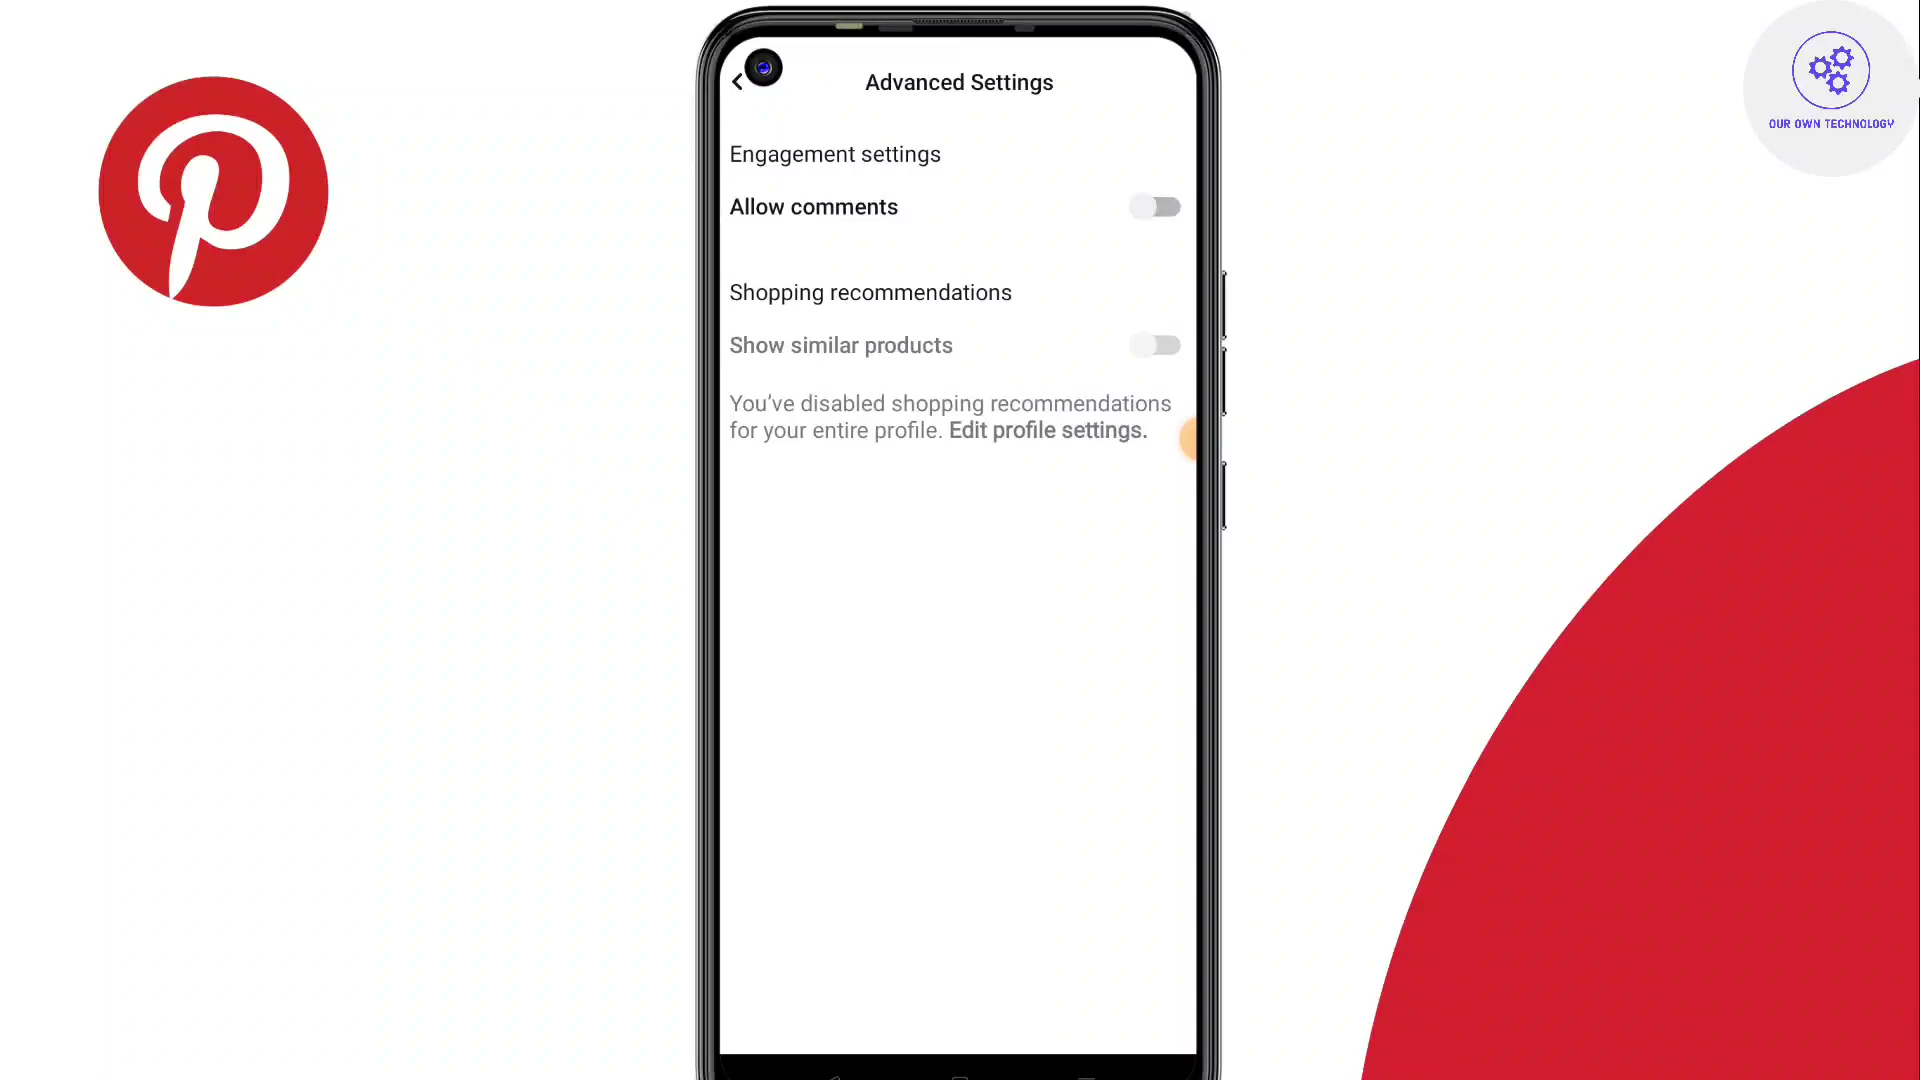 Advanced Settings
OUR OWN TECHNOLOGY
Engagement settings
Allow comments
Shopping recommendations
Show similar products
You’ve disabled shopping recommendations
for your entire profile. Edit profile settings.